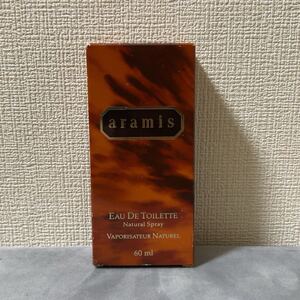 aramis
EAU DE TOILETTE
Natural Spray
VAPORISATEUR NATUREL
60 ml